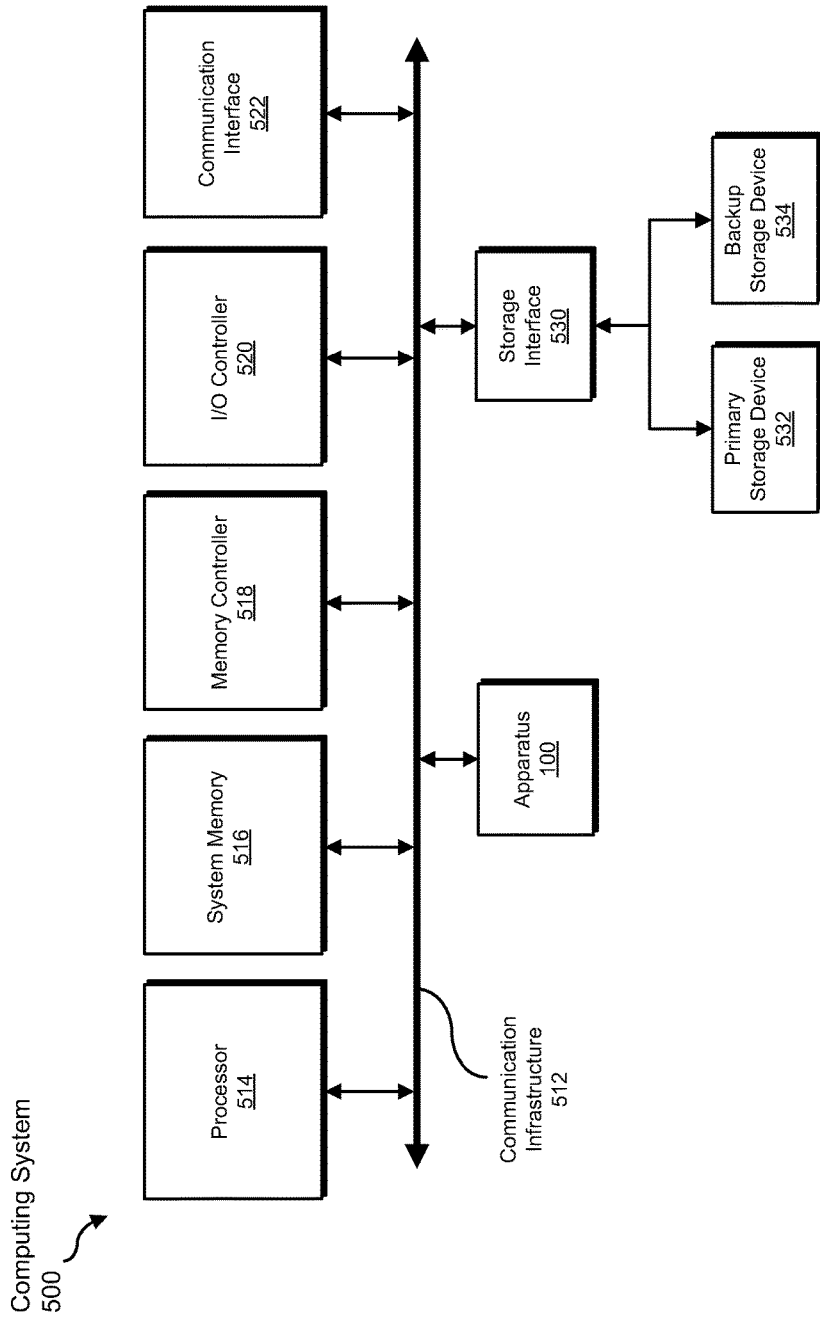 Computing System
500
Processor
514
System Memory
516
Memory Controller
518
I/O Controller
520
Communication
Interface
522
Communication
Infrastructure
512
Apparatus
100
Storage
Interface
530
Primary
Storage Device
532
Backup
Storage Device
534